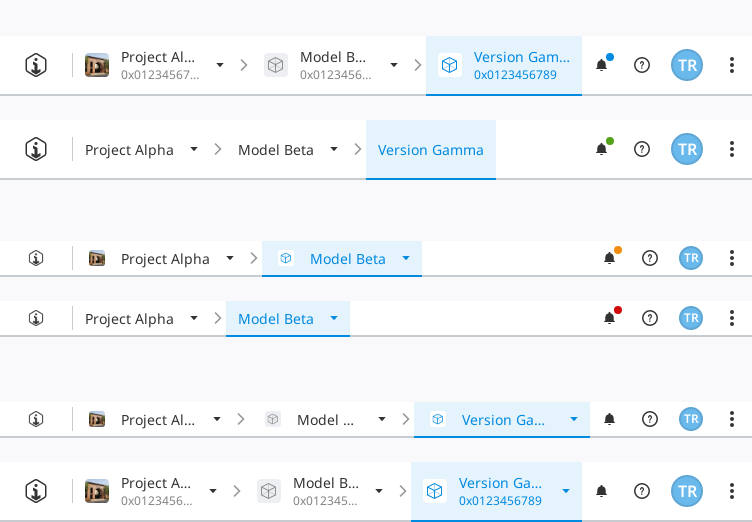 Project Al... Model B... Version Gam...
0x01234567... 0x0123456... 0x0123456789 TR
Project Alpha Model Beta Version Gamma TR
Project Alpha Model Beta TR
Project Alpha Model Beta TR
Project Al... Model ... Version Ga... TR
Project A... Model B... Version Ga...
0x0123456... 0x012345... 0x0123456789 TR